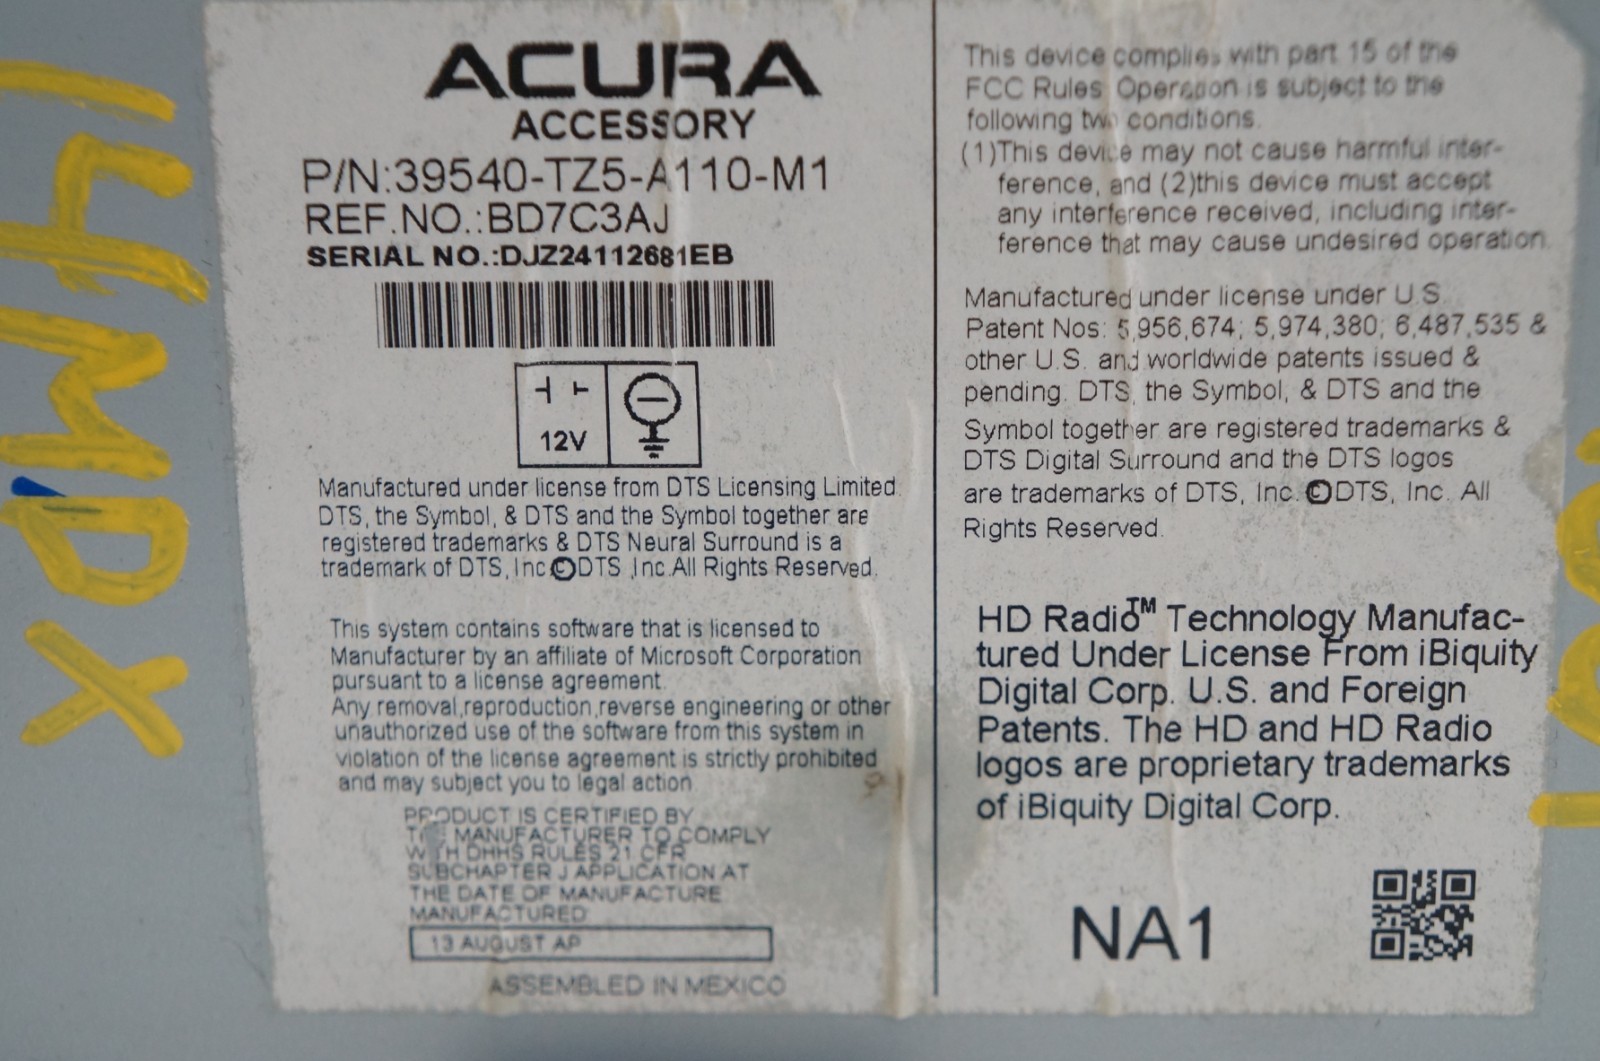 14 MDX
ACURA
ACCESSORY
P/N:39540-TZ5-A110-M1
REF.NO.:BD7C3AJ
SERIAL NO.:DJZ24112681EB
12V
Manufactured under license from DTS Licensing Limited.
DTS, the Symbol, & DTS and the Symbol together are
registered trademarks & DTS Neural Surround is a
trademark of DTS, Inc.©DTS ,Inc.All Rights Reserved.
This system contains software that is licensed to
Manufacturer by an affiliate of Microsoft Corporation
pursuant to a license agreement.
Any removal,reproduction,reverse engineering or other
unauthorized use of the software from this system in
violation of the license agreement is strictly prohibited
and may subject you to legal action.
PRODUCT IS CERTIFIED BY
THE MANUFACTURER TO COMPLY
WITH DHHS RULES 21 CFR
SUBCHAPTER J APPLICATION AT
THE DATE OF MANUFACTURE
MANUFACTURED
13 AUGUST AP
ASSEMBLED IN MEXICO
This device complies with part 15 of the
FCC Rules Operation is subject to the
following two conditions.
(1)This device may not cause harmful inter-
ference, and (2)this device must accept
any interference received, including inter-
ference that may cause undesired operation.
Manufactured under license under U.S.
Patent Nos: 5,956,674; 5,974,380; 6,487,535 &
other U.S. and worldwide patents issued &
pending. DTS, the Symbol, & DTS and the
Symbol together are registered trademarks &
DTS Digital Surround and the DTS logos
are trademarks of DTS, Inc.©DTS, Inc. All
Rights Reserved.
HD Radio™ Technology Manufac-
tured Under License From iBiquity
Digital Corp. U.S. and Foreign
Patents. The HD and HD Radio
logos are proprietary trademarks
of iBiquity Digital Corp.
NA1